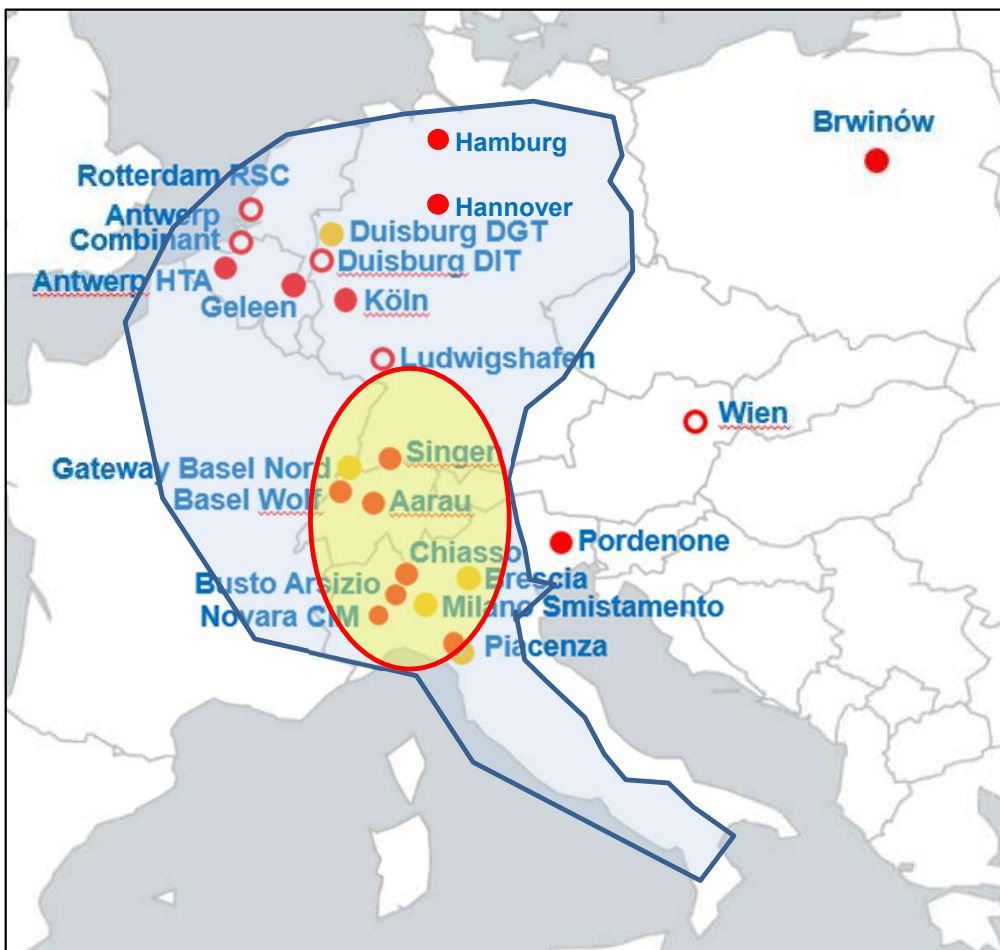 Brwinów
Hamburg
Rotterdam RSC
Hannover
Antwerp
Combinant
Duisburg DGT
Duisburg DIT
Antwerp HTA
Geleen
Köln
Ludwigshafen
Wien
Singen
Gateway Basel Nord
Basel Wolf
Aarau
Pordenone
Chiasso
Busto Arsizio
Brescia
Novara CIM
Milano Smistamento
Piacenza